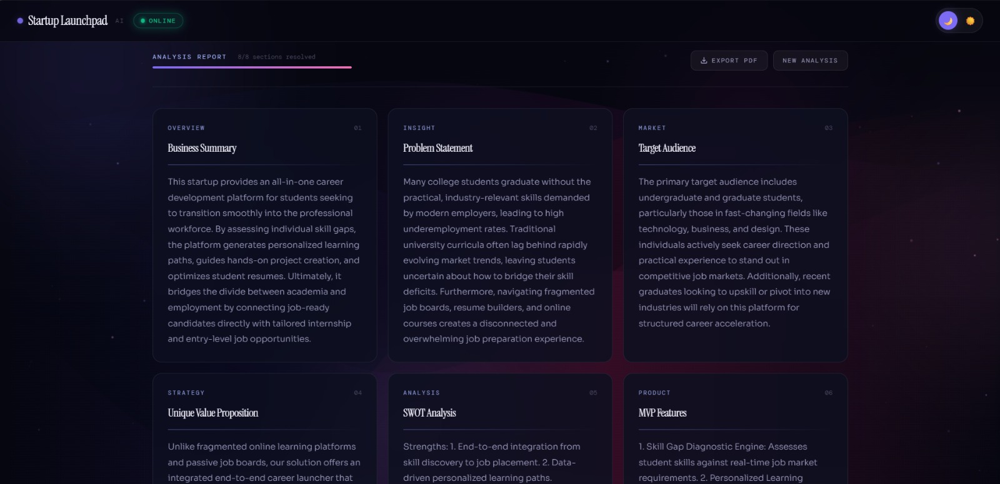 Startup Launchpad AI ONLINE
ANALYSIS REPORT 8/8 sections resolved
EXPORT PDF NEW ANALYSIS
OVERVIEW 01
Business Summary
This startup provides an all-in-one career
development platform for students seeking
to transition smoothly into the professional
workforce. By assessing individual skill gaps,
the platform generates personalized learning
paths, guides hands-on project creation, and
optimizes student resumes. Ultimately, it
bridges the divide between academia and
employment by connecting job-ready
candidates directly with tailored internship
and entry-level job opportunities.
INSIGHT 02
Problem Statement
Many college students graduate without the
practical, industry-relevant skills demanded
by modern employers, leading to high
underemployment rates. Traditional
university curricula often lag behind rapidly
evolving market trends, leaving students
uncertain about how to bridge their skill
deficits. Furthermore, navigating fragmented
job boards, resume builders, and online
courses creates a disconnected and
overwhelming job preparation experience.
MARKET 03
Target Audience
The primary target audience includes
undergraduate and graduate students,
particularly those in fast-changing fields like
technology, business, and design. These
individuals actively seek career direction and
practical experience to stand out in
competitive job markets. Additionally, recent
graduates looking to upskill or pivot into new
industries will rely on this platform for
structured career acceleration.
STRATEGY 04
Unique Value Proposition
Unlike fragmented online learning platforms
and passive job boards, our solution offers an
integrated end-to-end career launcher that
ANALYSIS 05
SWOT Analysis
Strengths: 1. End-to-end integration from
skill discovery to job placement. 2. Data-
driven personalized learning paths.
PRODUCT 06
MVP Features
1. Skill Gap Diagnostic Engine: Assesses
student skills against real-time job market
requirements. 2. Personalized Learning